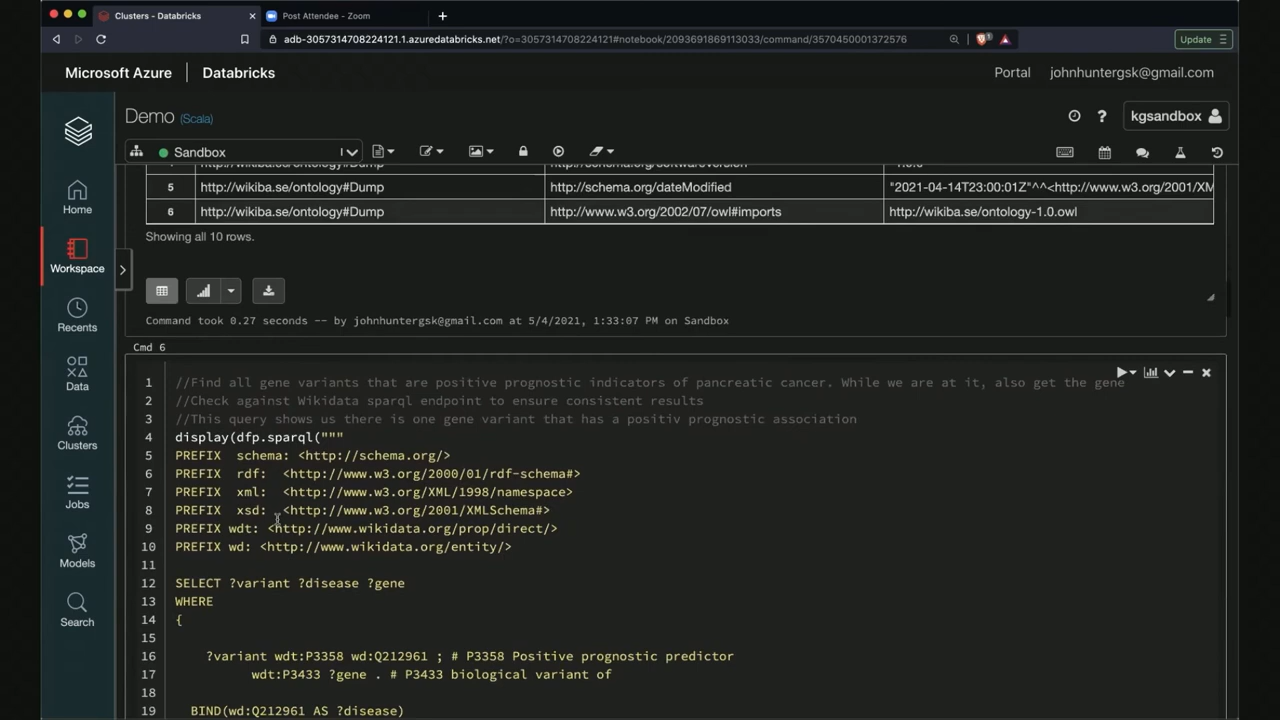 Clusters - Databricks
Post Attendee - Zoom
adb-3057314708224121.1.azuredatabricks.net/?o=3057314708224121#notebook/2093691869113033/command/3570450001372576
Update
Microsoft Azure
Databricks
Portal
johnhuntergsk@gmail.com
Demo (Scala)
kgsandbox
Sandbox
http://wikiba.se/ontology#Dump http://schema.org/softwareVersion
5 http://wikiba.se/ontology#Dump http://schema.org/dateModified "2021-04-14T23:00:01Z"^^<http://www.w3.org/2001/XM
6 http://wikiba.se/ontology#Dump http://www.w3.org/2002/07/owl#imports http://wikiba.se/ontology-1.0.owl
Showing all 10 rows.
Command took 0.27 seconds -- by johnhuntergsk@gmail.com at 5/4/2021, 1:33:07 PM on Sandbox
Home
Workspace
Recents
Data
Clusters
Jobs
Models
Search
Cmd 6
1 //Find all gene variants that are positive prognostic indicators of pancreatic cancer. While we are at it, also get the gene
2 //Check against Wikidata sparql endpoint to ensure consistent results
3 //This query shows us there is one gene variant that has a positiv prognostic association
4 display(dfp.sparql("""
5 PREFIX schema: <http://schema.org/>
6 PREFIX rdf: <http://www.w3.org/2000/01/rdf-schema#>
7 PREFIX xml: <http://www.w3.org/XML/1998/namespace>
8 PREFIX xsd: <http://www.w3.org/2001/XMLSchema#>
9 PREFIX wdt: <http://www.wikidata.org/prop/direct/>
10 PREFIX wd: <http://www.wikidata.org/entity/>
11
12 SELECT ?variant ?disease ?gene
13 WHERE
14 {
15
16 ?variant wdt:P3358 wd:Q212961 ; # P3358 Positive prognostic predictor
17 wdt:P3433 ?gene . # P3433 biological variant of
18
19 BIND(wd:Q212961 AS ?disease)